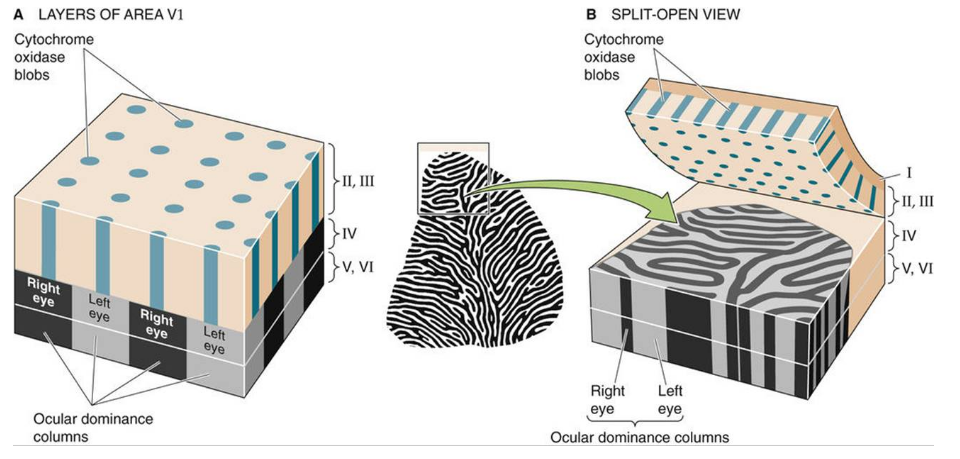 A LAYERS OF AREA V1
Cytochrome
oxidase
blobs
II, III
IV
V, VI
Right
eye
Left
eye
Right
eye
Left
eye
Ocular dominance
columns
B SPLIT-OPEN VIEW
Cytochrome
oxidase
blobs
I
II, III
IV
V, VI
Right
eye
Left
eye
Ocular dominance columns